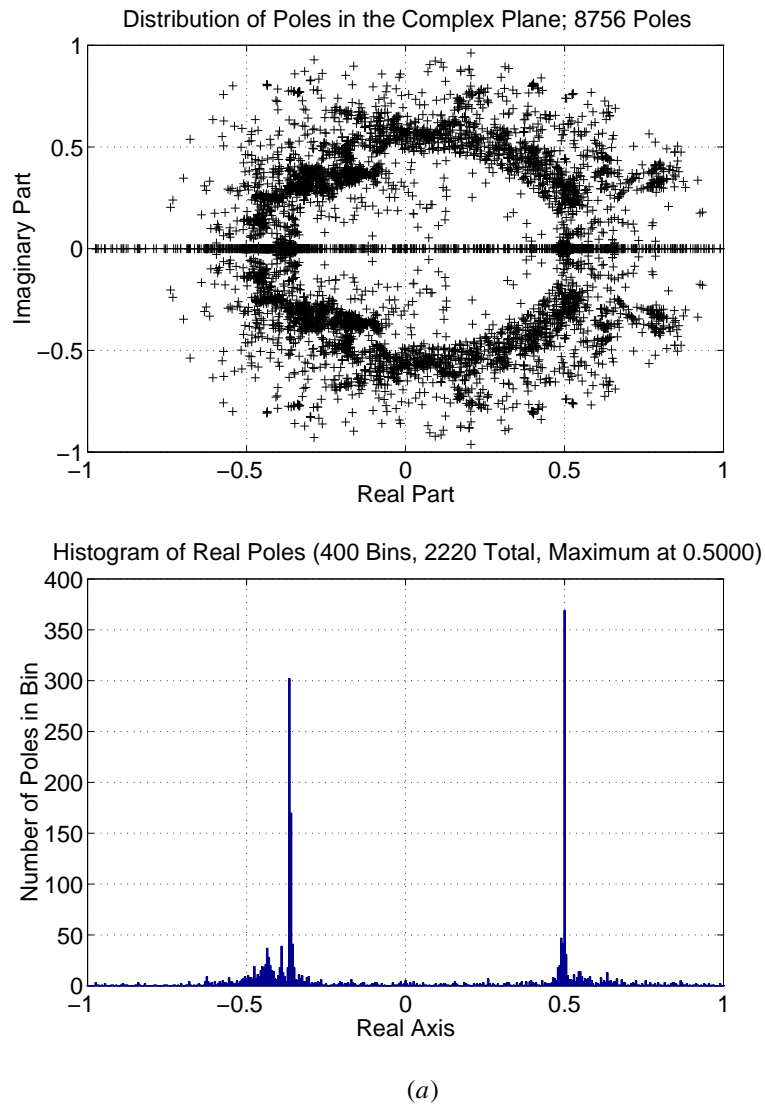 Distribution of Poles in the Complex Plane; 8756 Poles
1
0.5
0
−0.5
−1
Imaginary Part
−1 −0.5 0 0.5 1
Real Part
Histogram of Real Poles (400 Bins, 2220 Total, Maximum at 0.5000)
400
350
300
250
200
150
100
50
0
Number of Poles in Bin
−1 −0.5 0 0.5 1
Real Axis
(a)